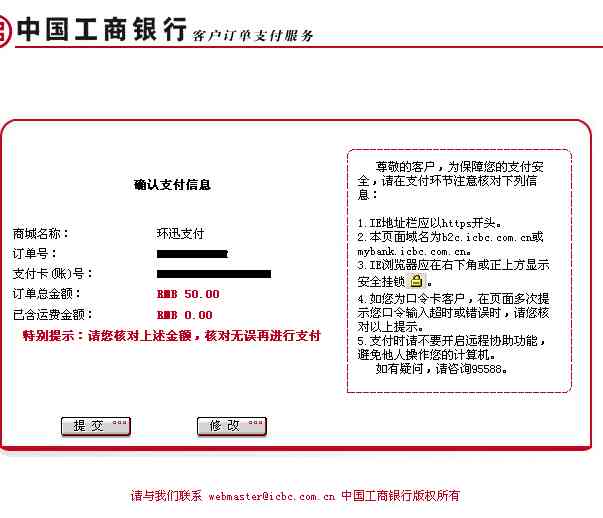 中国工商银行 客户订单支付服务
确认支付信息
商城名称： 环迅支付
订单号：
支付卡(账)号：
订单总金额： RMB 50.00
已含运费金额： RMB 0.00
特别提示：请您核对上述金额，核对无误再进行支付
提 交
修 改
尊敬的客户，为保障您的支付安
全，请在支付环节注意核对下列信
息：
1.IE地址栏应以https开头。
2.本页面域名为b2c.icbc.com.cn或
mybank.icbc.com.cn。
3.IE浏览器应在右下角或正上方显示
安全挂锁。
4.如您为口令卡客户，在页面多次提
示您口令输入超时或错误时，请您核
对以上提示。
5.支付时请不要开启远程协助功能，
避免他人操作您的计算机。
如有疑问，请咨询95588。
请与我们联系 webmaster@icbc.com.cn 中国工商银行版权所有